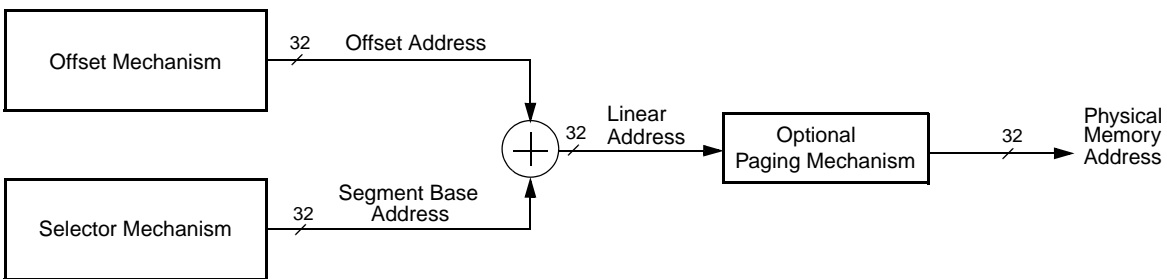 Offset Mechanism
32
Offset Address
32
Linear
Address
Optional
Paging Mechanism
32
Physical
Memory
Address
Selector Mechanism
32
Segment Base
Address